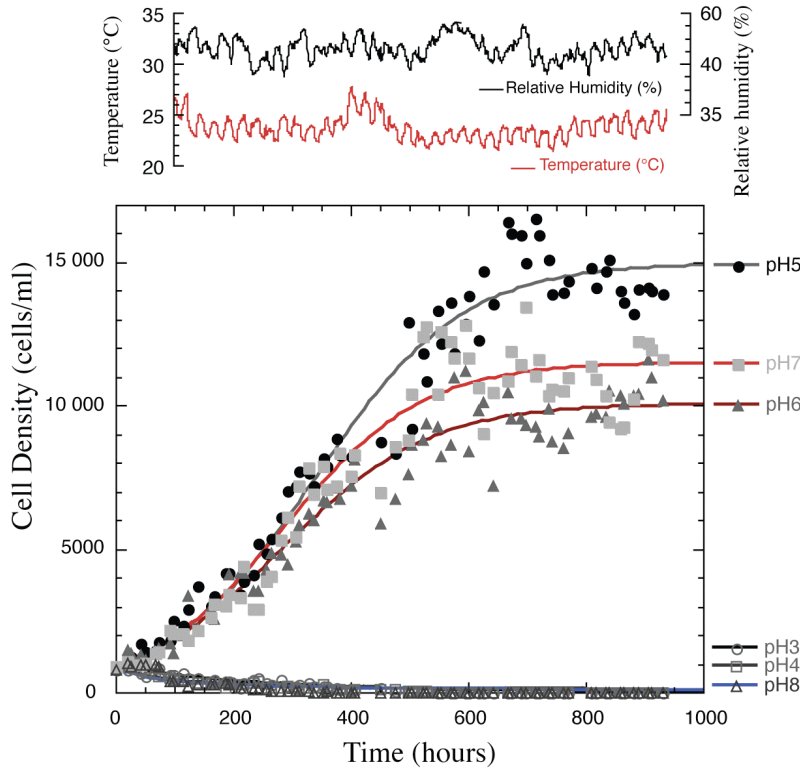 35
60
30
40
25
35
20
Temperature (°C)
Relative humidity (%)
Relative Humidity (%)
Temperature (°C)
15 000
10 000
5000
0
Cell Density (cells/ml)
pH5
pH7
pH6
pH3
pH4
pH8
0
200
400
600
800
1000
Time (hours)